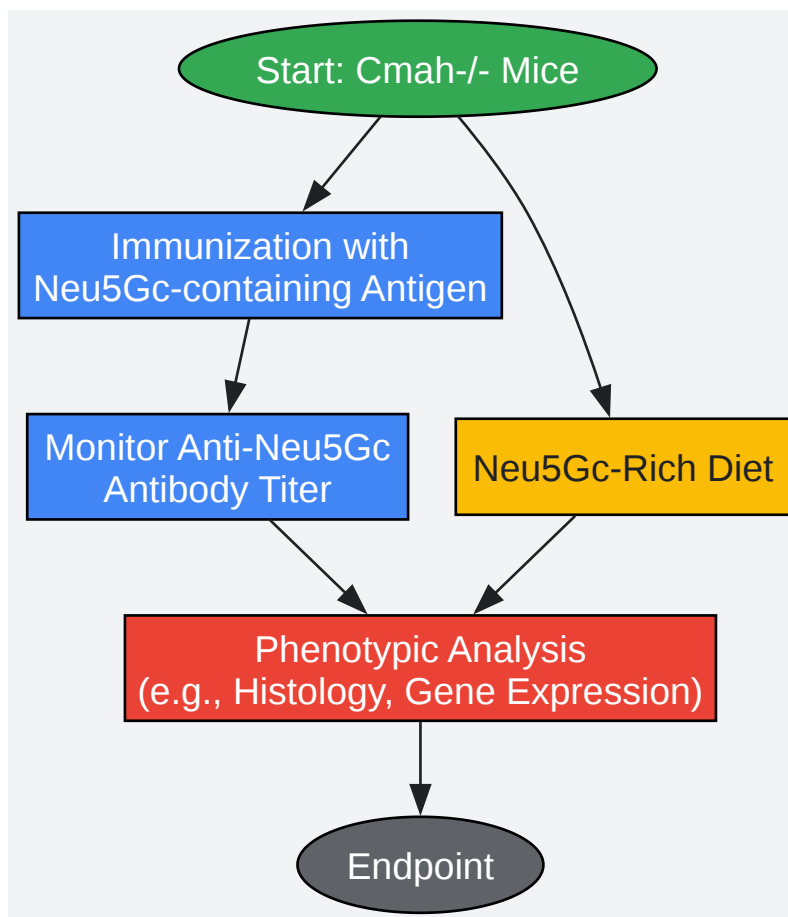 Start: Cmah-/- Mice
Immunization with
Neu5Gc-containing Antigen
Monitor Anti-Neu5Gc
Antibody Titer
Neu5Gc-Rich Diet
Phenotypic Analysis
(e.g., Histology, Gene Expression)
Endpoint